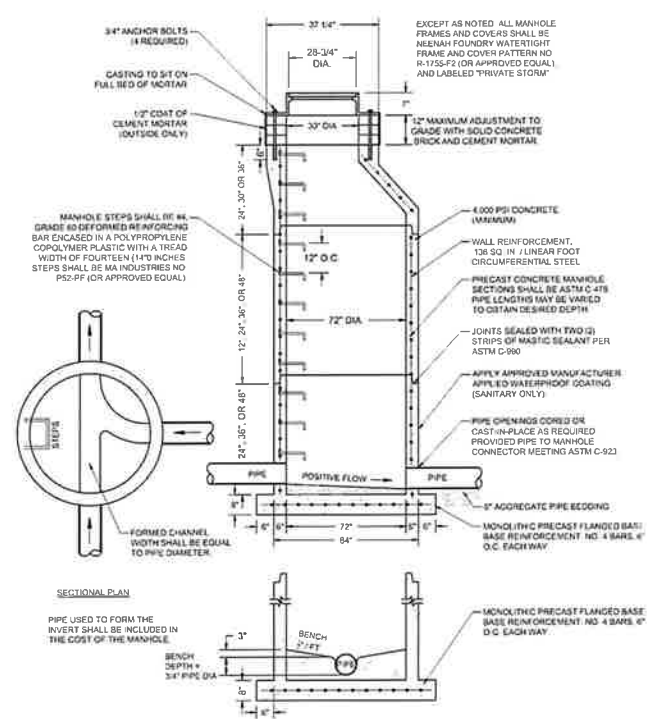 37 1/4"
3/4" ANCHOR BOLTS
(4 REQUIRED)
28-3/4"
DIA.
EXCEPT AS NOTED ALL MANHOLE
FRAMES AND COVERS SHALL BE
NEENAH FOUNDRY WATERTIGHT
FRAME AND COVER PATTERN NO
R-1755-F2 (OR APPROVED EQUAL)
AND LABELED "PRIVATE STORM"
CASTING TO SIT ON
FULL BED OF MORTAR
7"
1/2" COAT OF
CEMENT MORTAR
(OUTSIDE ONLY)
33" DIA
12" MAXIMUM ADJUSTMENT TO
GRADE WITH SOLID CONCRETE
BRICK AND CEMENT MORTAR
6"
24", 30" OR 36"
MANHOLE STEPS SHALL BE #4,
GRADE 60 DEFORMED REINFORCING
BAR ENCASED IN A POLYPROPYLENE
COPOLYMER PLASTIC WITH A TREAD
WIDTH OF FOURTEEN (14") INCHES
STEPS SHALL BE MA INDUSTRIES NO
PS2-PF (OR APPROVED EQUAL)
4,000 PSI CONCRETE
(MINIMUM)
12" O.C.
WALL REINFORCEMENT,
.136 SQ. IN. / LINEAR FOOT
CIRCUMFERENTIAL STEEL
PRECAST CONCRETE MANHOLE
SECTIONS SHALL BE ASTM C-478
PIPE LENGTHS MAY BE VARIED
TO OBTAIN DESIRED DEPTH
12", 24", 36", OR 48"
72" DIA.
JOINTS SEALED WITH TWO (2)
STRIPS OF MASTIC SEALANT PER
ASTM C-990
APPLY APPROVED MANUFACTURER
APPLIED WATERPROOF COATING
(SANITARY ONLY)
24", 36", OR 48"
STEPS
PIPE OPENINGS CORED OR
CAST-IN-PLACE AS REQUIRED
PROVIDED PIPE TO MANHOLE
CONNECTOR MEETING ASTM C-923
PIPE
POSITIVE FLOW
PIPE
8"
6" AGGREGATE PIPE BEDDING
FORMED CHANNEL
WIDTH SHALL BE EQUAL
TO PIPE DIAMETER
6"
6"
72"
6"
6"
84"
MONOLITHIC PRECAST FLANGED BASE
BASE REINFORCEMENT: NO. 4 BARS, 6"
O.C. EACH WAY
SECTIONAL PLAN
PIPE USED TO FORM THE
INVERT SHALL BE INCLUDED IN
THE COST OF THE MANHOLE.
3"
BENCH
/ FT
MONOLITHIC PRECAST FLANGED BASE
BASE REINFORCEMENT: NO. 4 BARS, 6"
O.C. EACH WAY
BENCH
DEPTH =
3/4" PIPE DIA
PIPE
8"
6"